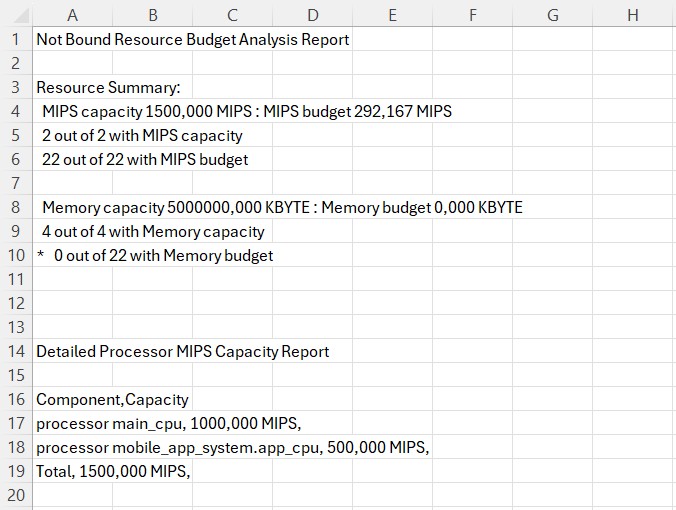 A B C D E F G H
1 Not Bound Resource Budget Analysis Report
2
3 Resource Summary:
4 MIPS capacity 1500,000 MIPS : MIPS budget 292,167 MIPS
5 2 out of 2 with MIPS capacity
6 22 out of 22 with MIPS budget
7
8 Memory capacity 5000000,000 KBYTE : Memory budget 0,000 KBYTE
9 4 out of 4 with Memory capacity
10 * 0 out of 22 with Memory budget
11
12
13
14 Detailed Processor MIPS Capacity Report
15
16 Component,Capacity
17 processor main_cpu, 1000,000 MIPS,
18 processor mobile_app_system.app_cpu, 500,000 MIPS,
19 Total, 1500,000 MIPS,
20